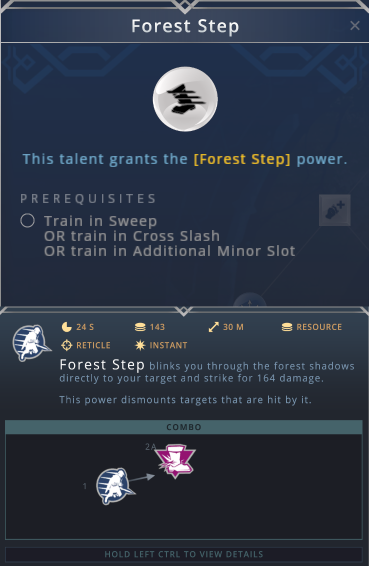 Forest Step
This talent grants the [Forest Step] power.
PREREQUISITES
Train in Sweep
OR train in Cross Slash
OR train in Additional Minor Slot
24 S 143 30 M RESOURCE
RETICLE INSTANT
Forest Step blinks you through the forest shadows
directly to your target and strike for 164 damage.
This power dismounts targets that are hit by it.
COMBO
2A
1
HOLD LEFT CTRL TO VIEW DETAILS